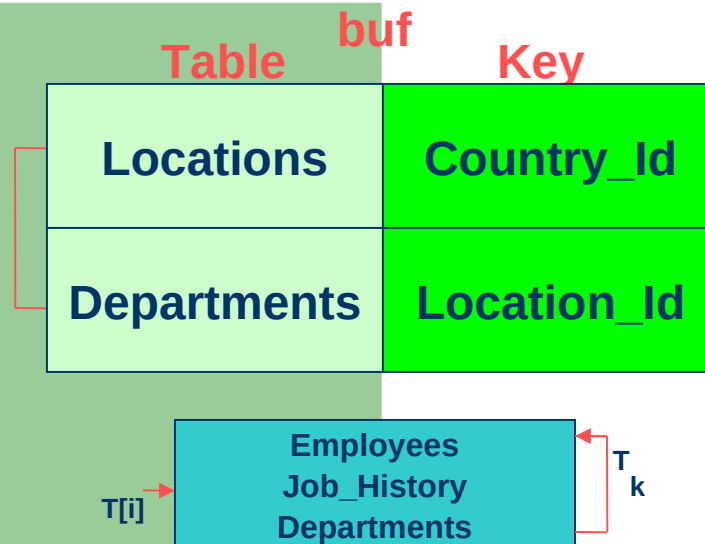 buf
Table Key
Locations Country_Id
Departments Location_Id
Employees
Job_History
Departments
T[i]
T
k